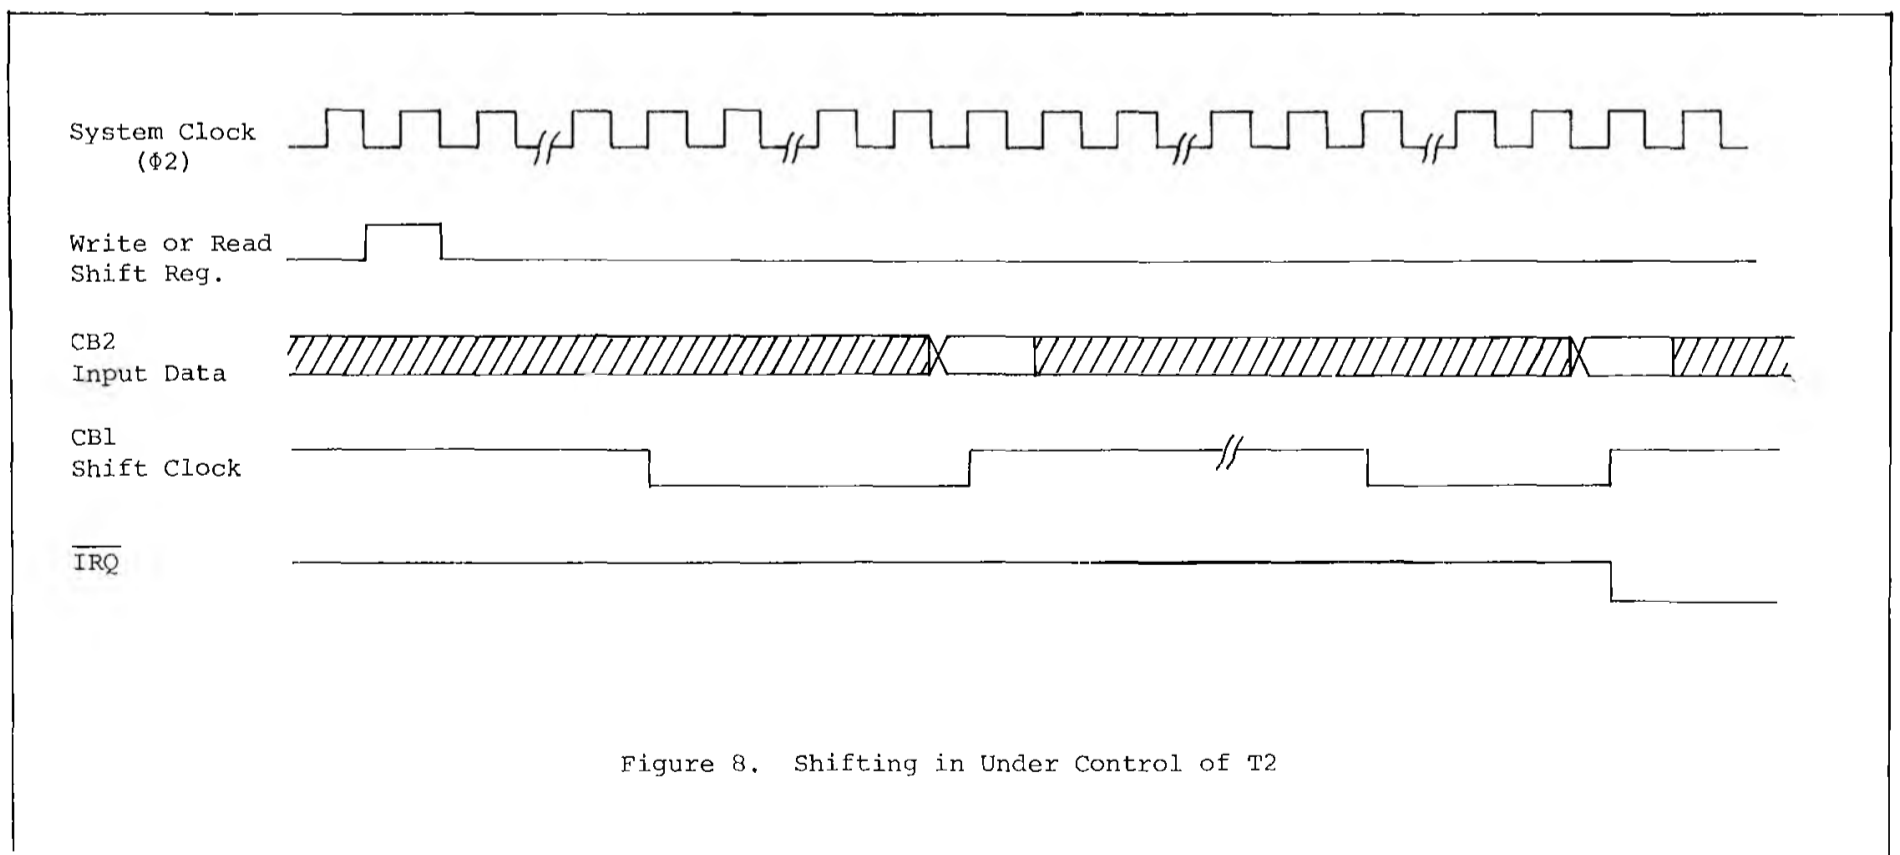 System Clock
(Φ2)
Write or Read
Shift Reg.
CB2
Input Data
CB1
Shift Clock
IRQ
Figure 8. Shifting in Under Control of T2